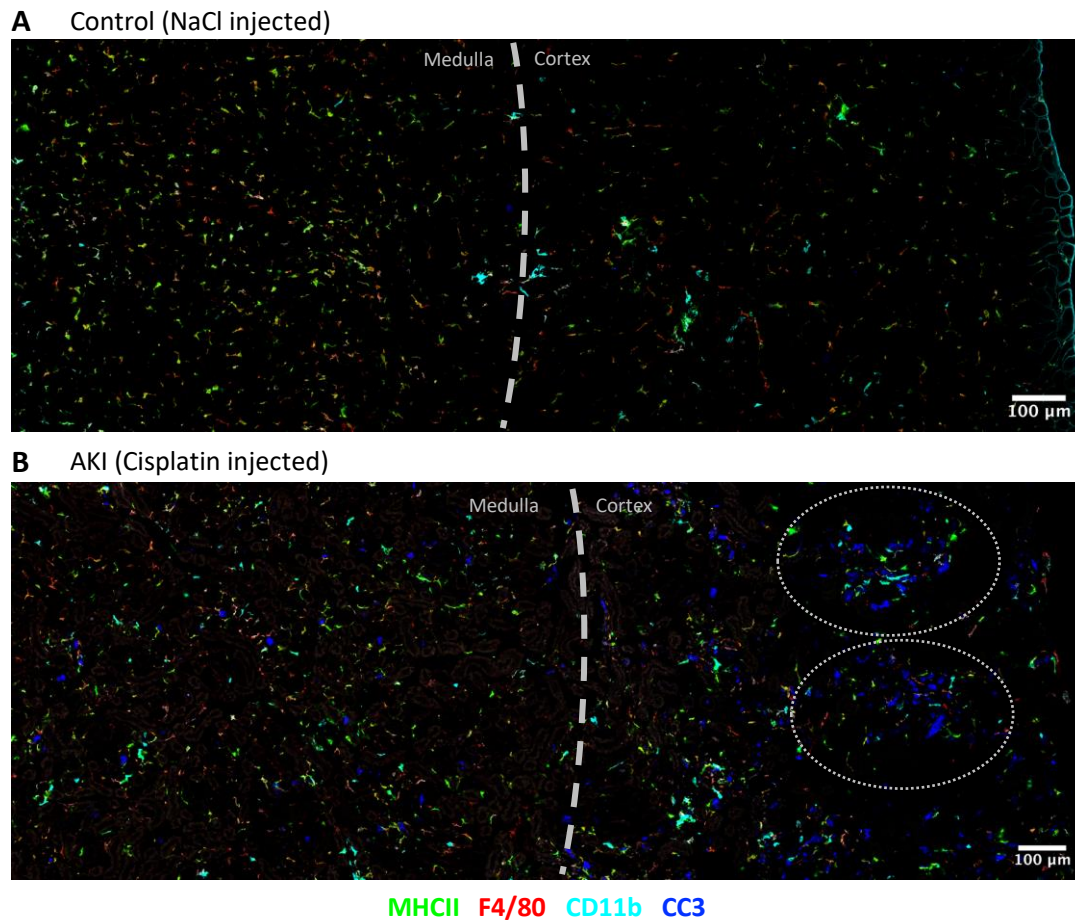 A Control (NaCl injected)
Medulla Cortex
100 µm
B AKI (Cisplatin injected)
Medulla Cortex
100 µm
MHCII F4/80 CD11b CC3